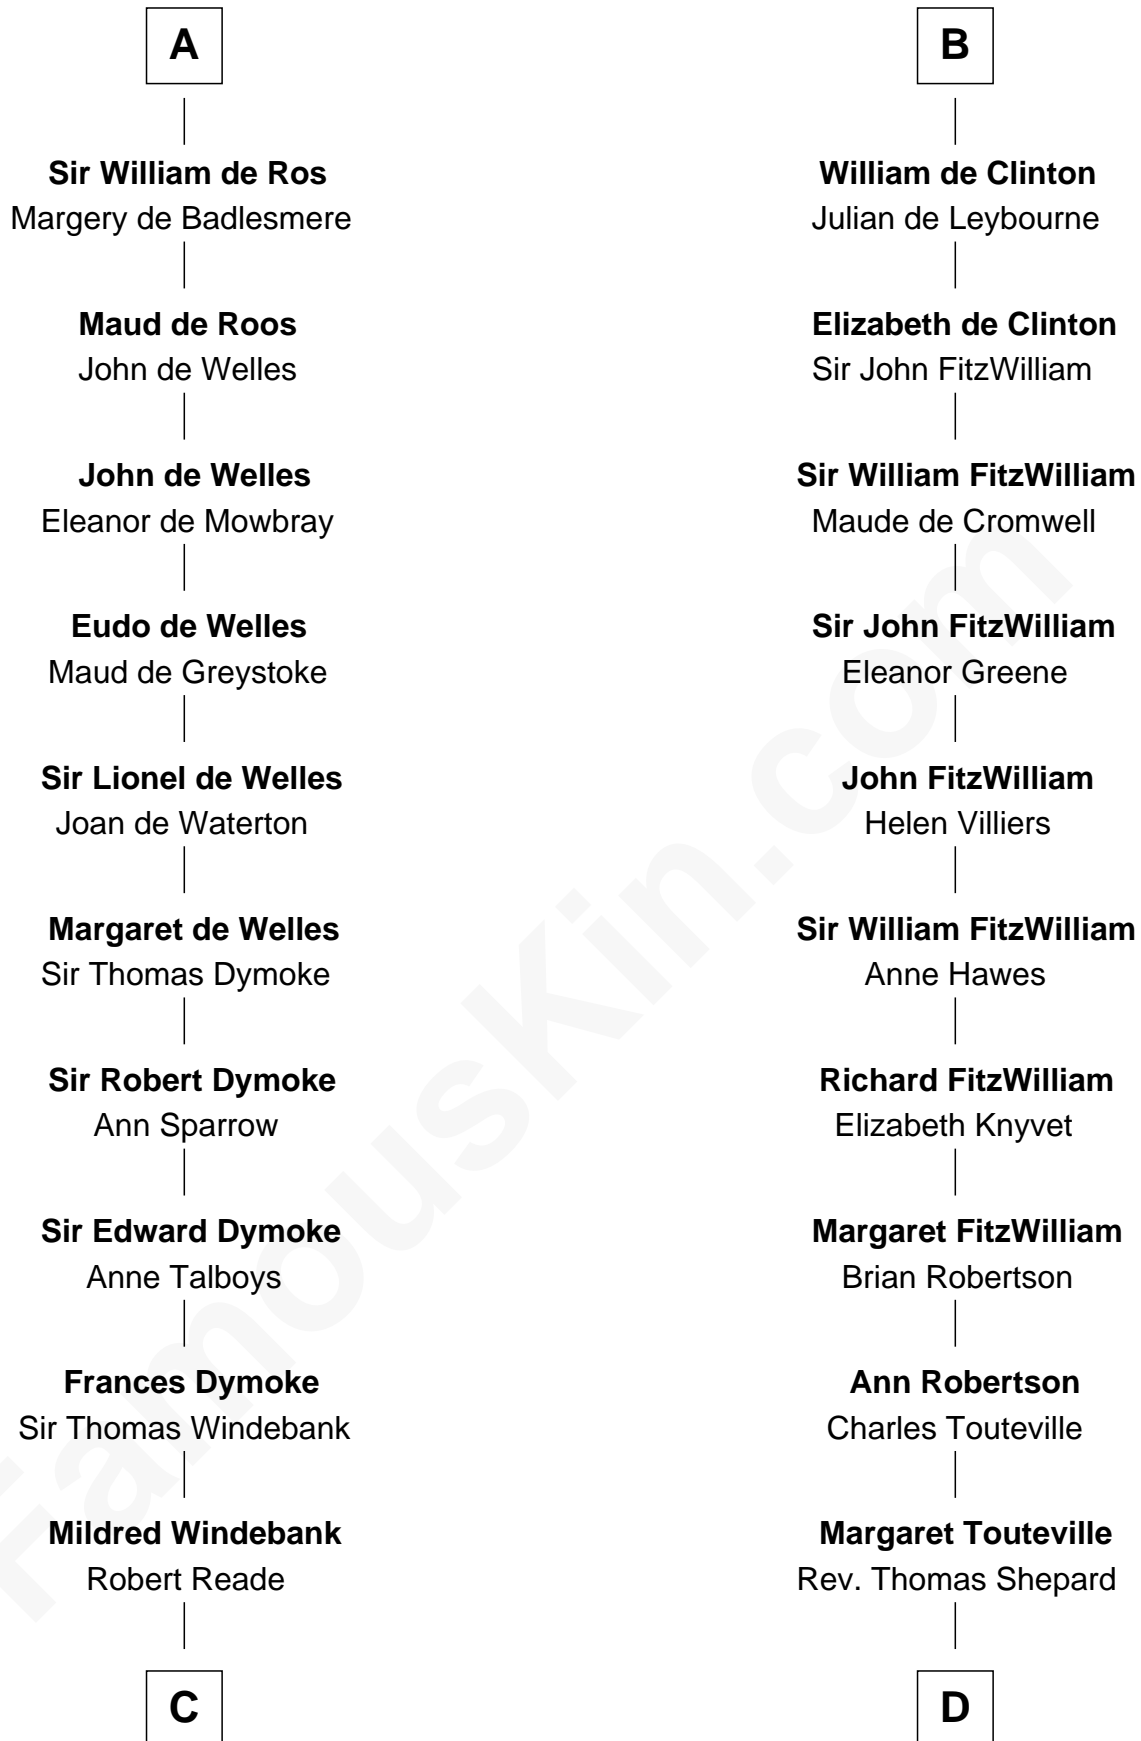 A
Sir William de Ros
Margery de Badlesmere
Maud de Roos
John de Welles
John de Welles
Eleanor de Mowbray
Eudo de Welles
Maud de Greystoke
Sir Lionel de Welles
Joan de Waterton
Margaret de Welles
Sir Thomas Dymoke
Sir Robert Dymoke
Ann Sparrow
Sir Edward Dymoke
Anne Talboys
Frances Dymoke
Sir Thomas Windebank
Mildred Windebank
Robert Reade
C
B
William de Clinton
Julian de Leybourne
Elizabeth de Clinton
Sir John FitzWilliam
Sir William FitzWilliam
Maude de Cromwell
Sir John FitzWilliam
Eleanor Greene
John FitzWilliam
Helen Villiers
Sir William FitzWilliam
Anne Hawes
Richard FitzWilliam
Elizabeth Knyvet
Margaret FitzWilliam
Brian Robertson
Ann Robertson
Charles Touteville
Margaret Touteville
Rev. Thomas Shepard
D
FamousKin.com